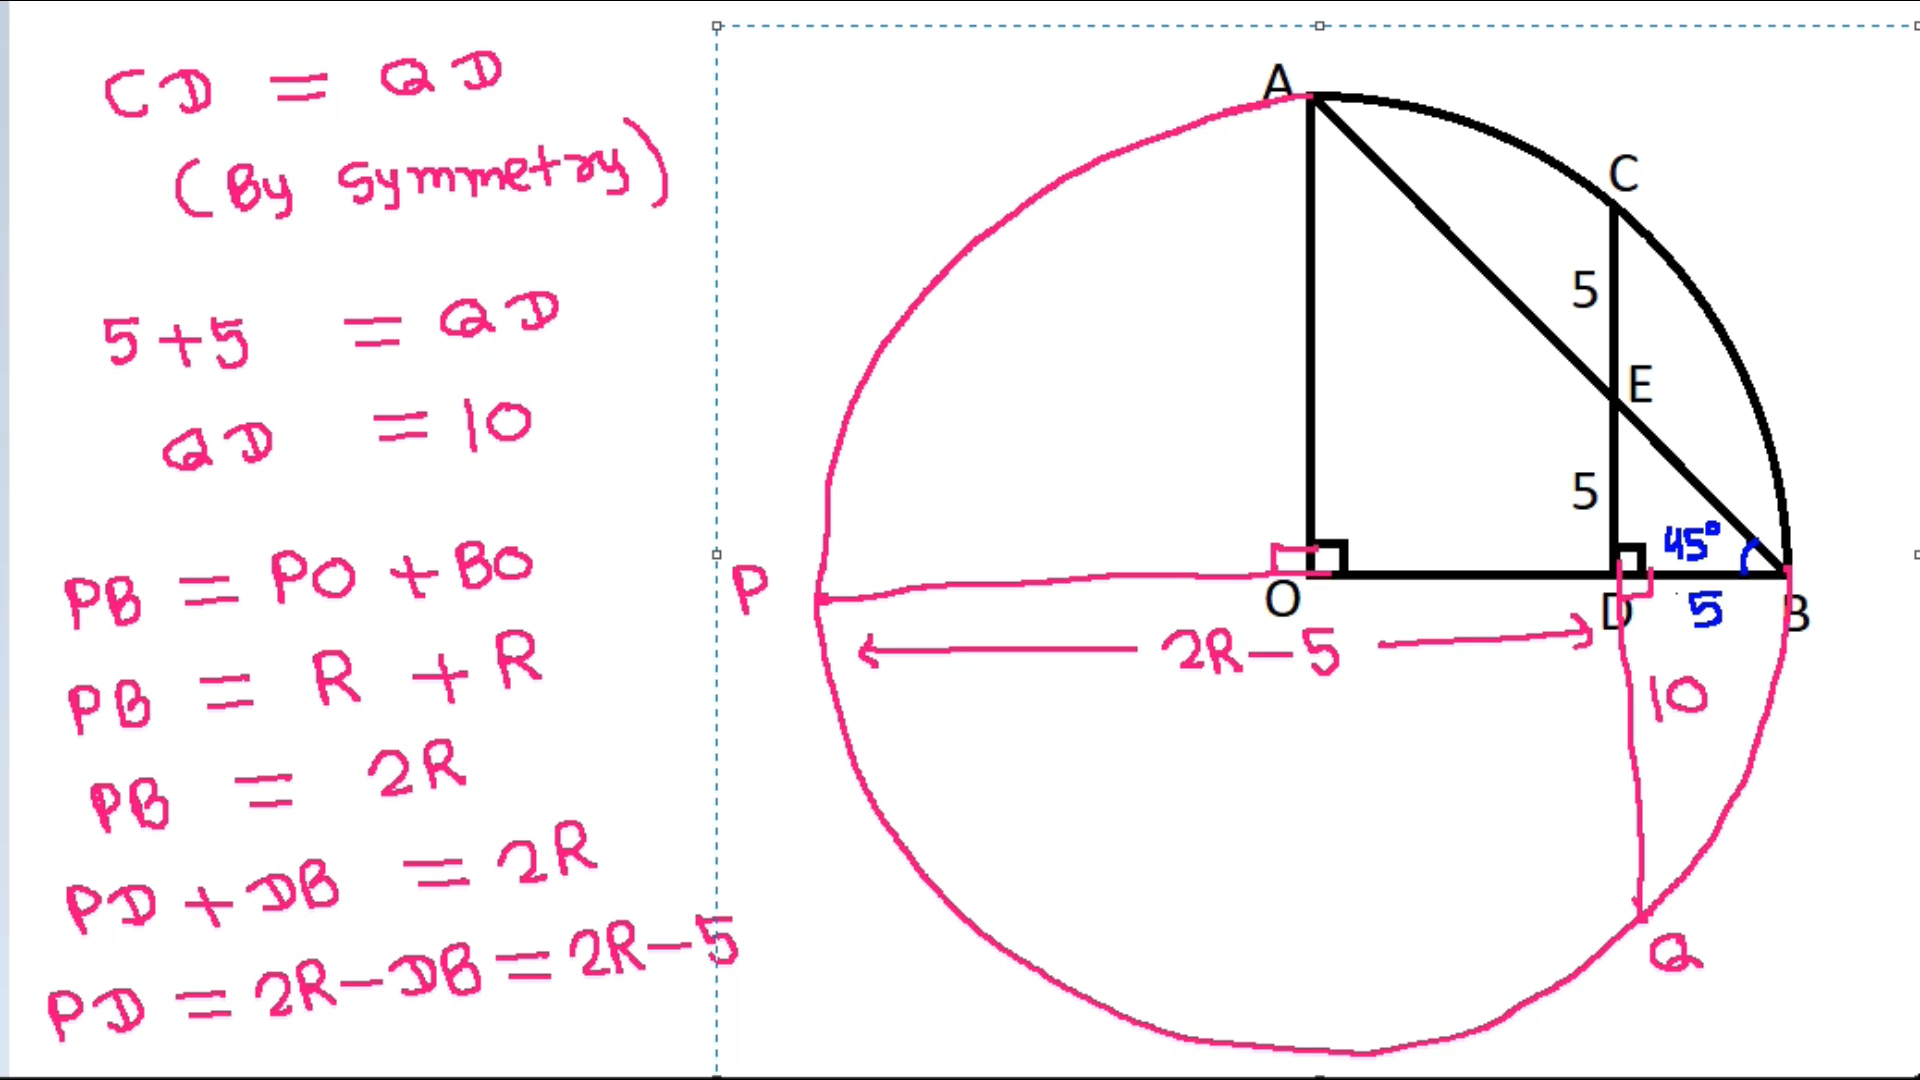 CD = QD
(By Symmetry)
5+5 = QD
QD = 10
PB = PO + BO
PB = R + R
PB = 2R
PD + DB = 2R
PD = 2R - DB = 2R - 5
A
C
5
E
5
45°
P
O
D
5
B
2R - 5
10
Q